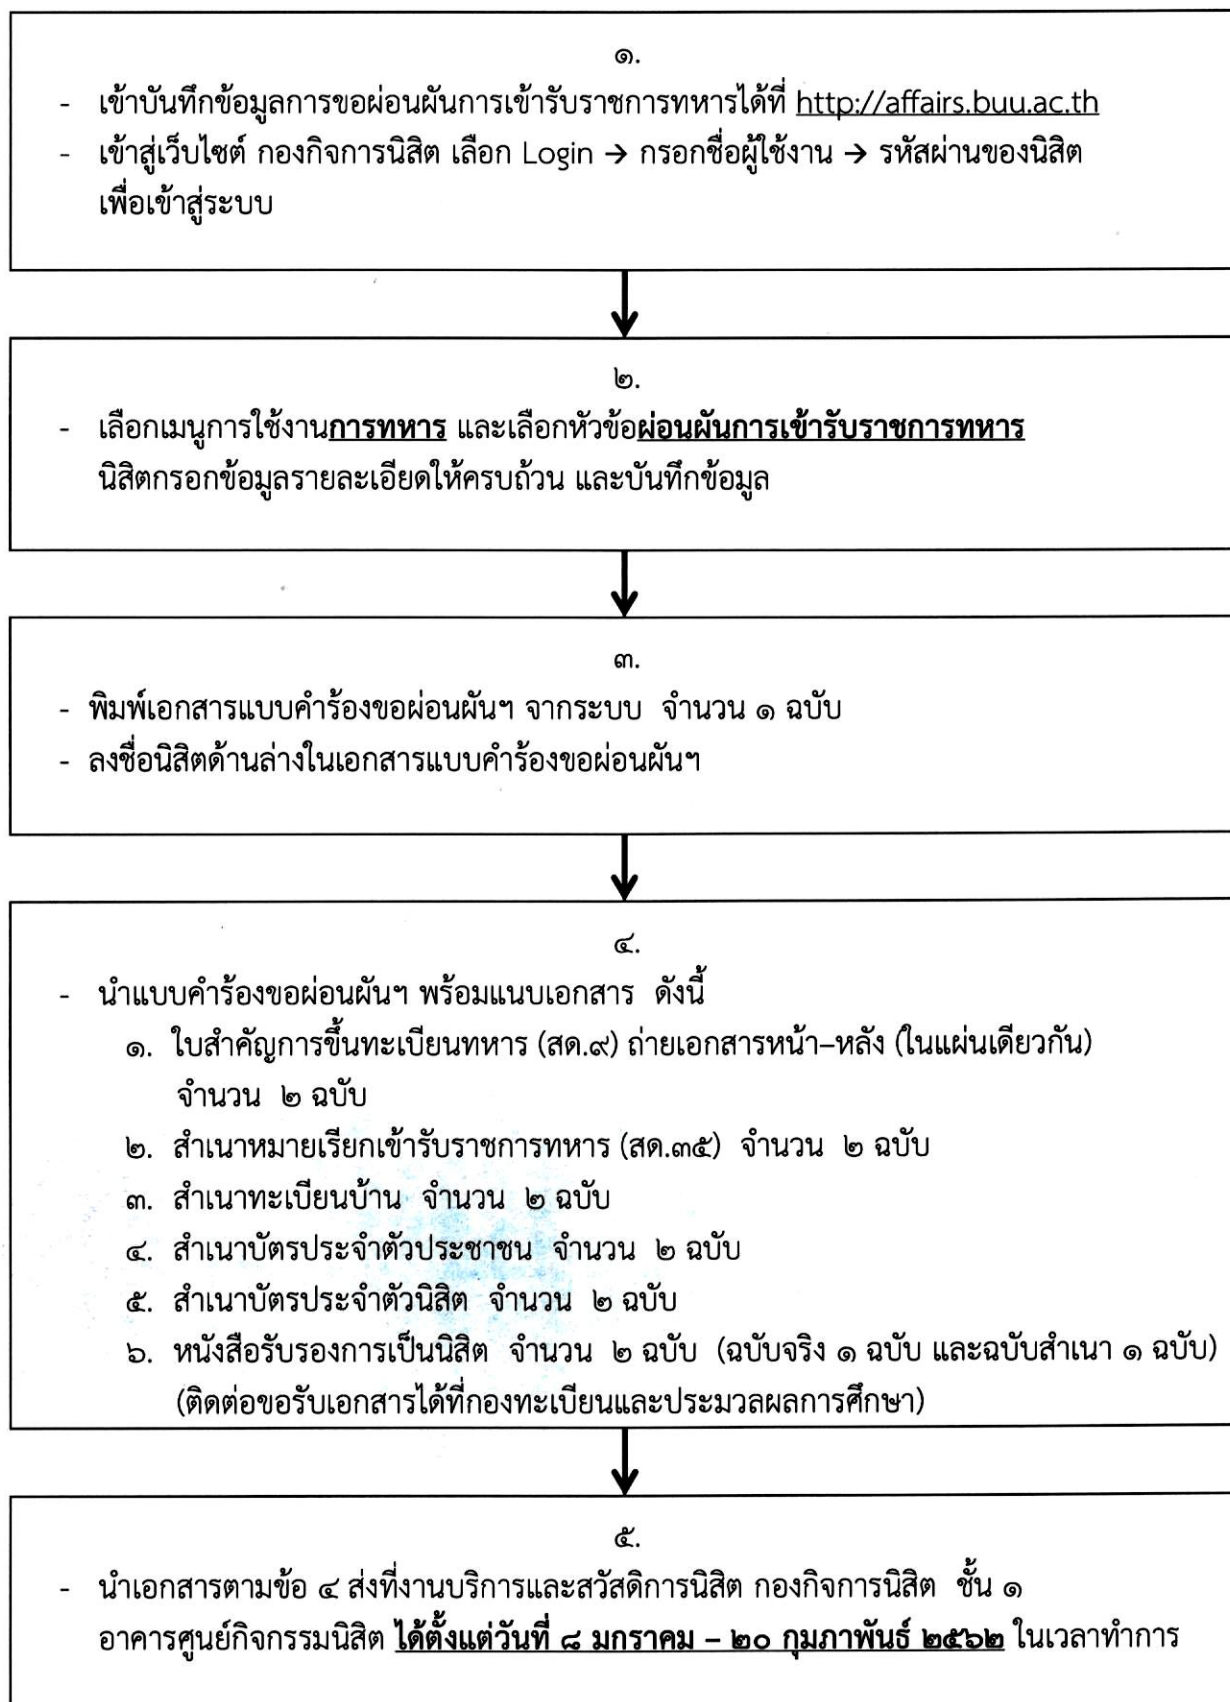 ๑.
- เข้าบันทึกข้อมูลการขอผ่อนผันการเข้ารับราชการทหารได้ที่ http://affairs.buu.ac.th
- เข้าสู่เว็บไซต์ กองกิจการนิสิต เลือก Login → กรอกชื่อผู้ใช้งาน → รหัสผ่านของนิสิต
เพื่อเข้าสู่ระบบ
๒.
- เลือกเมนูการใช้งานการทหาร และเลือกหัวข้อผ่อนผันการเข้ารับราชการทหาร
นิสิตกรอกข้อมูลรายละเอียดให้ครบถ้วน และบันทึกข้อมูล
๓.
- พิมพ์เอกสารแบบคำร้องขอผ่อนผันฯ จากระบบ จำนวน ๑ ฉบับ
- ลงชื่อนิสิตด้านล่างในเอกสารแบบคำร้องขอผ่อนผันฯ
๔.
- นำแบบคำร้องขอผ่อนผันฯ พร้อมแนบเอกสาร ดังนี้
๑. ใบสำคัญการขึ้นทะเบียนทหาร (สด.๙) ถ่ายเอกสารหน้า–หลัง (ในแผ่นเดียวกัน)
จำนวน ๒ ฉบับ
๒. สำเนาหมายเรียกเข้ารับราชการทหาร (สด.๓๕) จำนวน ๒ ฉบับ
๓. สำเนาทะเบียนบ้าน จำนวน ๒ ฉบับ
๔. สำเนาบัตรประจำตัวประชาชน จำนวน ๒ ฉบับ
๕. สำเนาบัตรประจำตัวนิสิต จำนวน ๒ ฉบับ
๖. หนังสือรับรองการเป็นนิสิต จำนวน ๒ ฉบับ (ฉบับจริง ๑ ฉบับ และฉบับสำเนา ๑ ฉบับ)
(ติดต่อขอรับเอกสารได้ที่กองทะเบียนและประมวลผลการศึกษา)
๕.
- นำเอกสารตามข้อ ๔ ส่งที่งานบริการและสวัสดิการนิสิต กองกิจการนิสิต ชั้น ๑
อาคารศูนย์กิจกรรมนิสิต ได้ตั้งแต่วันที่ ๘ มกราคม – ๒๐ กุมภาพันธ์ ๒๕๖๒ ในเวลาทำการ